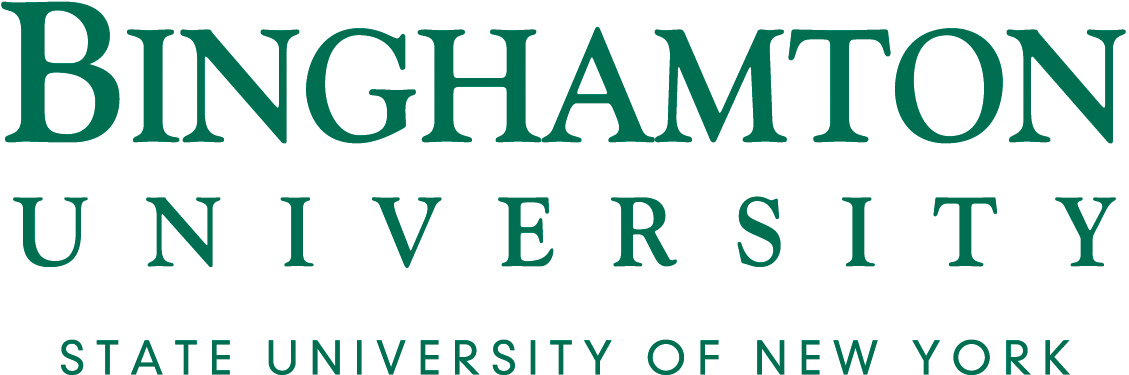 BINGHAMTON
UNIVERSITY
STATE UNIVERSITY OF NEW YORK